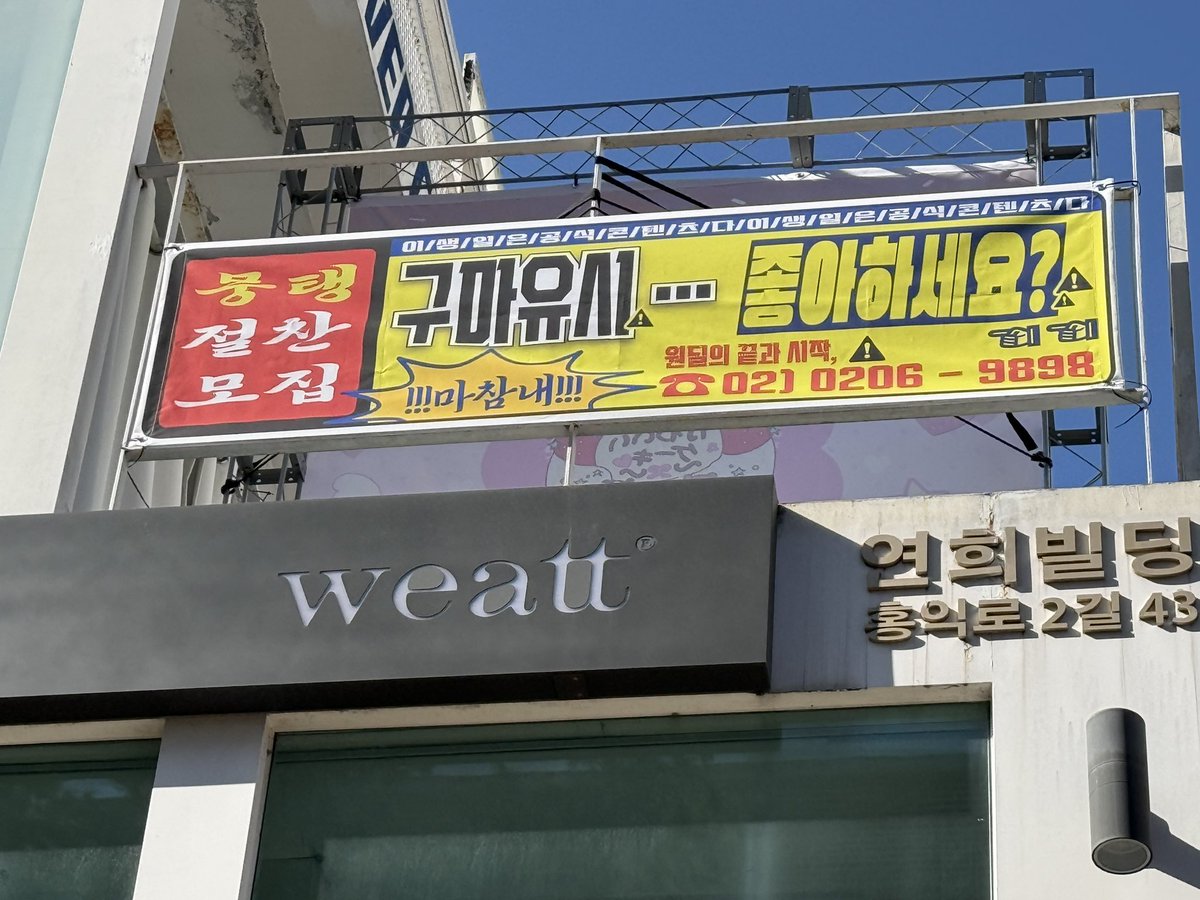 이/생/일/은/공/식/콘/텐/츠/다이/생/일/은/공/식/콘/텐/츠/다
뭉탱
절찬
모집
구마유시 ... 좋아하세요?
!!!마참내!!!
원딜의 끝과 시작,
☎02) 0206 - 9898
weatt®
연희빌딩
홍익로 2길 43